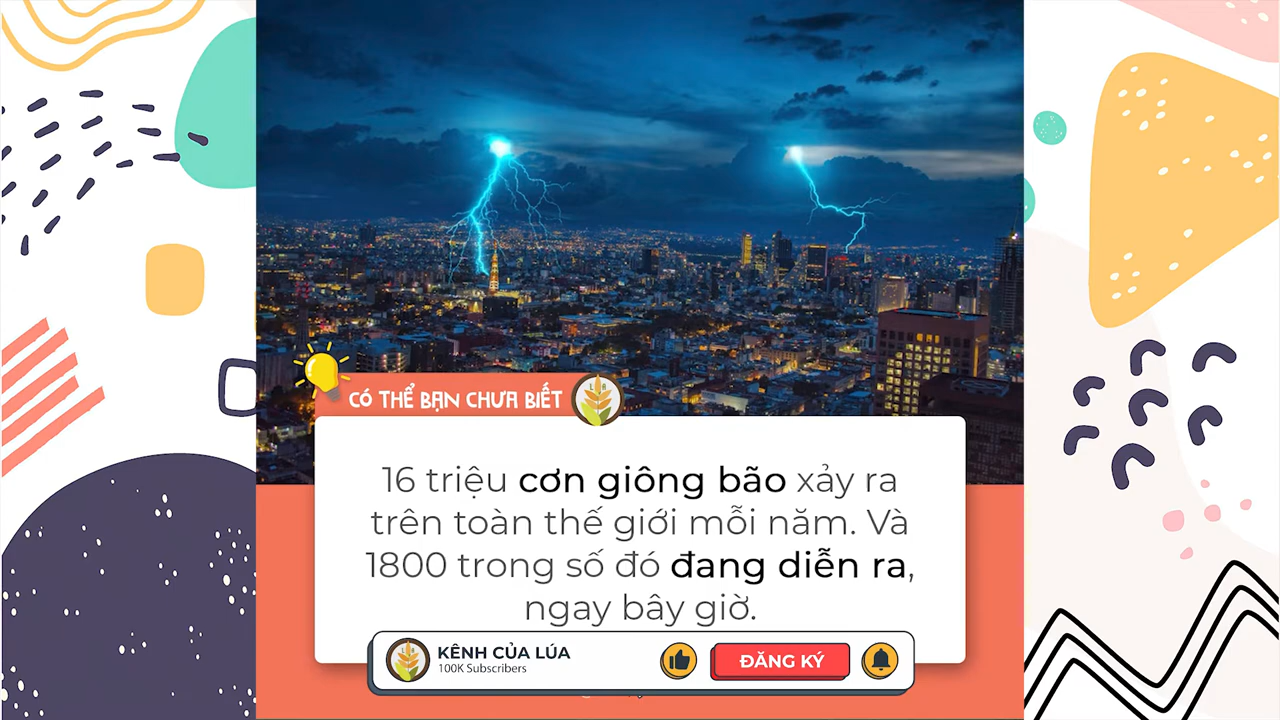 CÓ THỂ BẠN CHƯA BIẾT
16 triệu cơn giông bão xảy ra
trên toàn thế giới mỗi năm. Và
1800 trong số đó đang diễn ra,
ngay bây giờ.
KÊNH CỦA LÚA
100K Subscribers
ĐĂNG KÝ